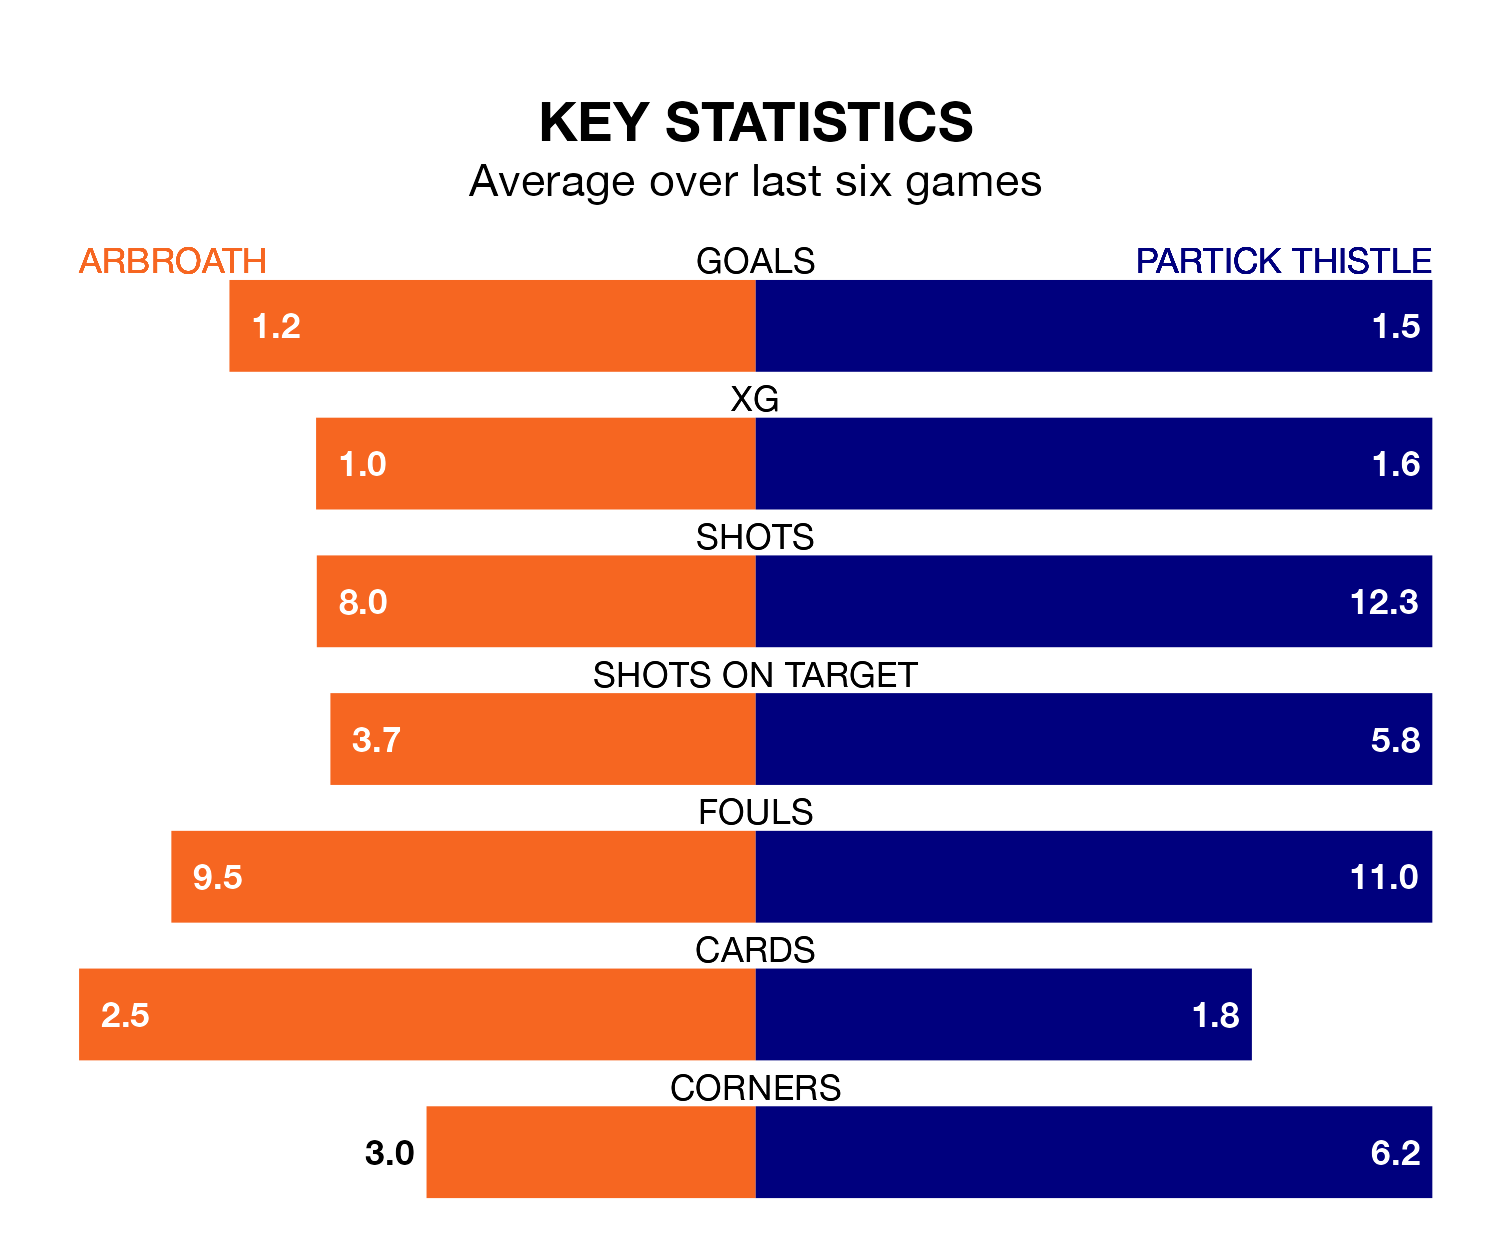 KEY STATISTICS
Average over last six games
ARBROATH GOALS PARTICK THISTLE
1.2 1.5
XG
1.0 1.6
SHOTS
8.0 12.3
SHOTS ON TARGET
3.7 5.8
FOULS
9.5 11.0
CARDS
2.5 1.8
CORNERS
3.0 6.2